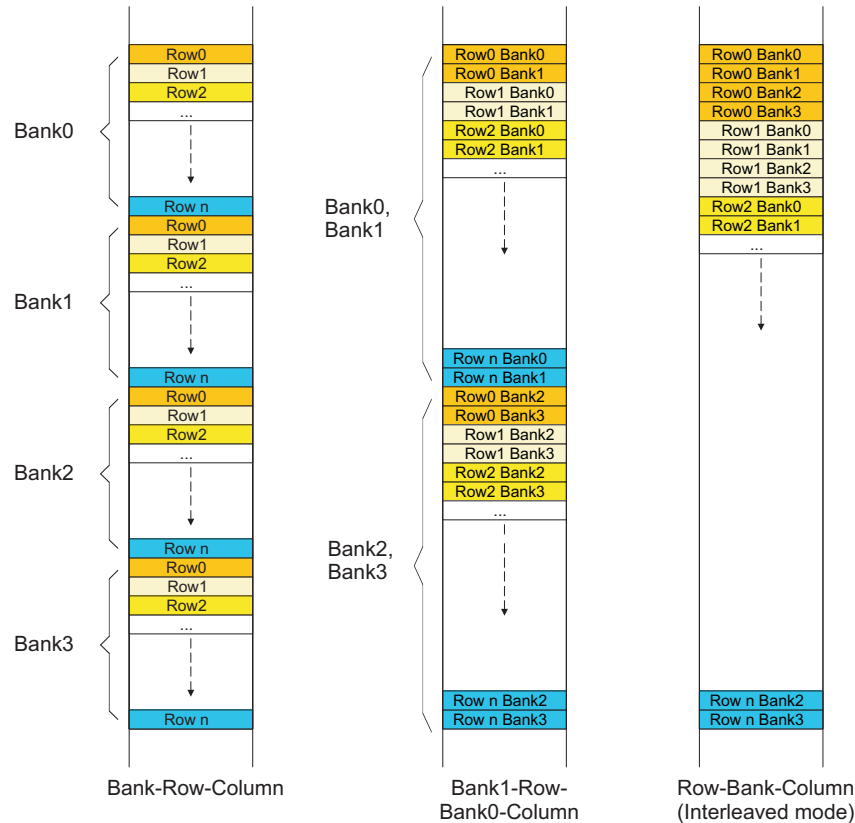 Bank0
Row0
Row1
Row2
...
Row n
Bank1
Row0
Row1
Row2
...
Row n
Bank2
Row0
Row1
Row2
...
Row n
Bank3
Row0
Row1
Row2
...
Row n
Bank-Row-Column
Bank0,
Bank1
Row0 Bank0
Row0 Bank1
Row1 Bank0
Row1 Bank1
Row2 Bank0
Row2 Bank1
...
Row n Bank0
Row n Bank1
Bank2,
Bank3
Row0 Bank2
Row0 Bank3
Row1 Bank2
Row1 Bank3
Row2 Bank2
Row2 Bank3
...
Row n Bank2
Row n Bank3
Bank1-Row-
Bank0-Column
Row0 Bank0
Row0 Bank1
Row0 Bank2
Row0 Bank3
Row1 Bank0
Row1 Bank1
Row1 Bank2
Row1 Bank3
Row2 Bank0
Row2 Bank1
...
Row n Bank2
Row n Bank3
Row-Bank-Column
(Interleaved mode)